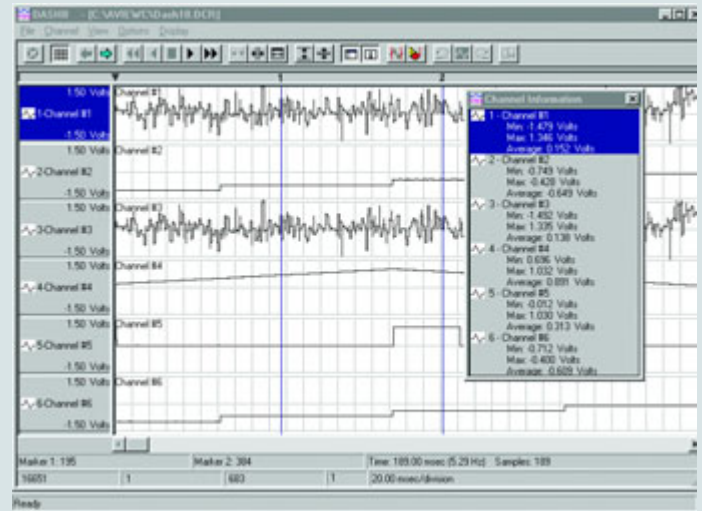 DASH18 - [C:\AVIEWC\Dash18.DCR]
File Channel View Options Display
1 2
1.50 Volts Channel #1
1-Channel #1
-1.50 Volts
1.50 Volts Channel #2
2-Channel #2
-1.50 Volts
1.50 Volts Channel #3
3-Channel #3
-1.50 Volts
1.50 Volts Channel #4
4-Channel #4
-1.50 Volts
1.50 Volts Channel #5
5-Channel #5
-1.50 Volts
1.50 Volts Channel #6
6-Channel #6
-1.50 Volts
Channel Information
1 - Channel #1
Min: -1.479 Volts
Max: 1.346 Volts
Average: 0.152 Volts
2 - Channel #2
Min: -0.749 Volts
Max: -0.428 Volts
Average: -0.649 Volts
3 - Channel #3
Min: -1.492 Volts
Max: 1.335 Volts
Average: 0.138 Volts
4 - Channel #4
Min: 0.696 Volts
Max: 1.032 Volts
Average: 0.891 Volts
5 - Channel #5
Min: -0.012 Volts
Max: 1.030 Volts
Average: 0.313 Volts
6 - Channel #6
Min: -0.712 Volts
Max: -0.400 Volts
Average: -0.609 Volts
Marker 1: 195 Marker 2: 384 Time: 189.00 msec (5.29 Hz) Samples: 189
16651 1 683 1 20.00 msec/division
Ready